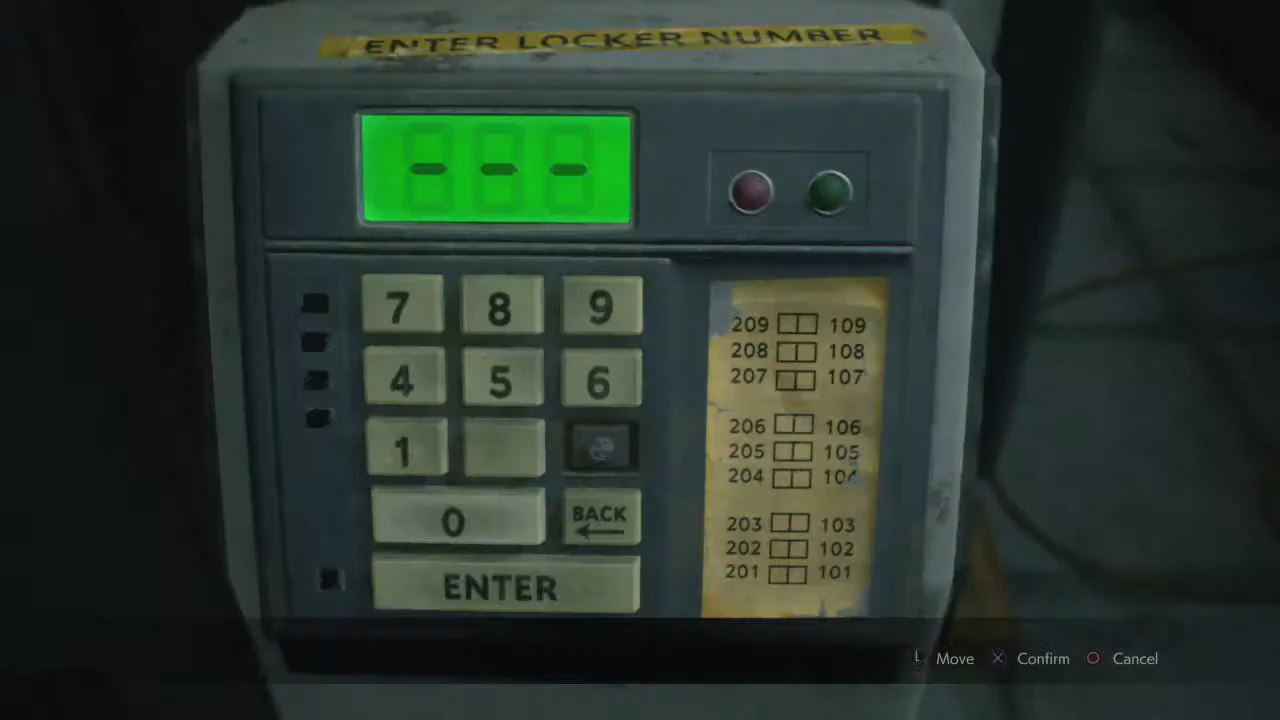 ENTER LOCKER NUMBER
- - -
7 8 9
4 5 6
1
0 BACK
ENTER
209 109
208 108
207 107
206 106
205 105
204 104
203 103
202 102
201 101
L Move Confirm Cancel